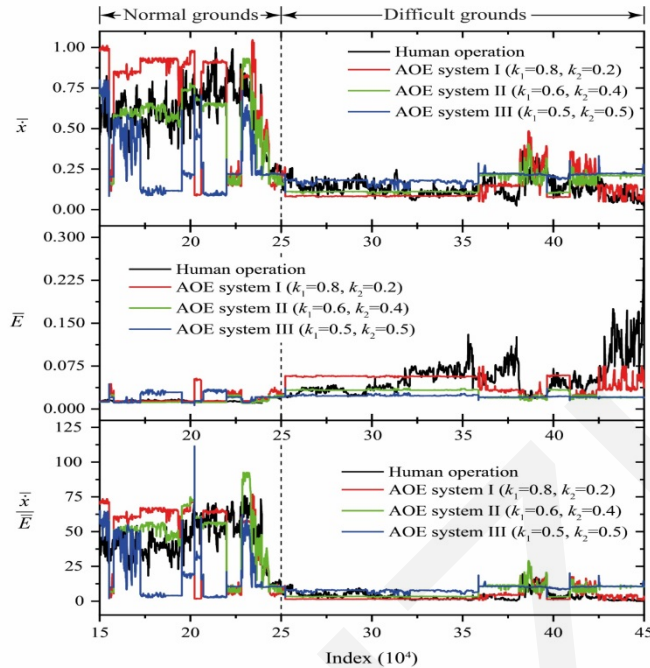 Normal grounds Difficult grounds
1.00
0.75
0.50
0.25
0.00
ẋ̄
Human operation
AOE system I (k₁=0.8, k₂=0.2)
AOE system II (k₁=0.6, k₂=0.4)
AOE system III (k₁=0.5, k₂=0.5)
20 25 30 35 40
0.300
0.225
0.150
0.075
0.000
E̅
Human operation
AOE system I (k₁=0.8, k₂=0.2)
AOE system II (k₁=0.6, k₂=0.4)
AOE system III (k₁=0.5, k₂=0.5)
125
100
75
50
25
0
ẋ̄
E̅
Human operation
AOE system I (k₁=0.8, k₂=0.2)
AOE system II (k₁=0.6, k₂=0.4)
AOE system III (k₁=0.5, k₂=0.5)
15 20 25 30 35 40 45
Index (10⁴)